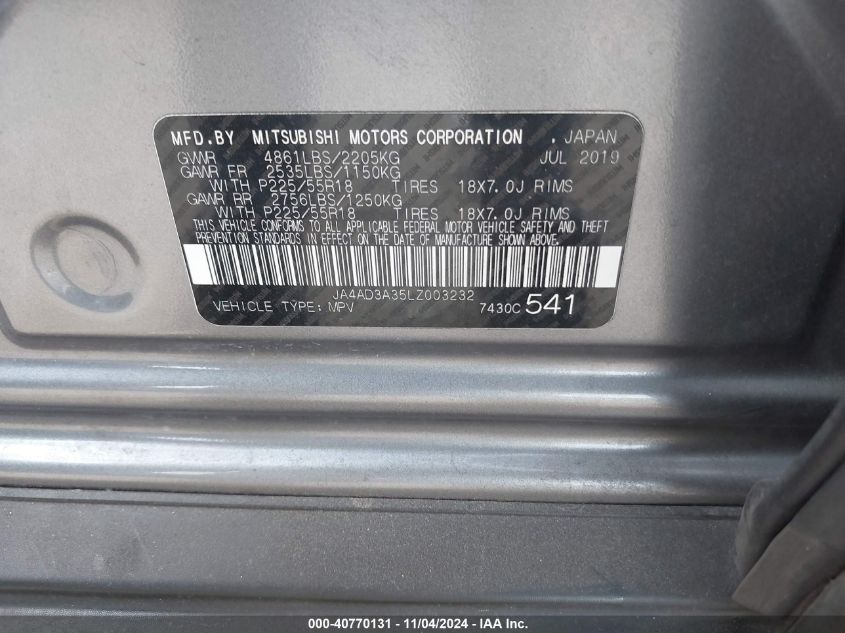 MFD.BY MITSUBISHI MOTORS CORPORATION . JAPAN
GVWR 4861LBS/2205KG JUL 2019
GAWR FR 2535LBS/1150KG
WITH P225/55R18 TIRES 18X7.0J RIMS
GAWR RR 2756LBS/1250KG
WITH P225/55R18 TIRES 18X7.0J RIMS
THIS VEHICLE CONFORMS TO ALL APPLICABLE FEDERAL MOTOR VEHICLE SAFETY AND THEFT
PREVENTION STANDARDS IN EFFECT ON THE DATE OF MANUFACTURE SHOWN ABOVE.
JA4AD3A35LZ003232
VEHICLE TYPE: MPV 7430C 541
000-40770131 - 11/04/2024 - IAAI.COM